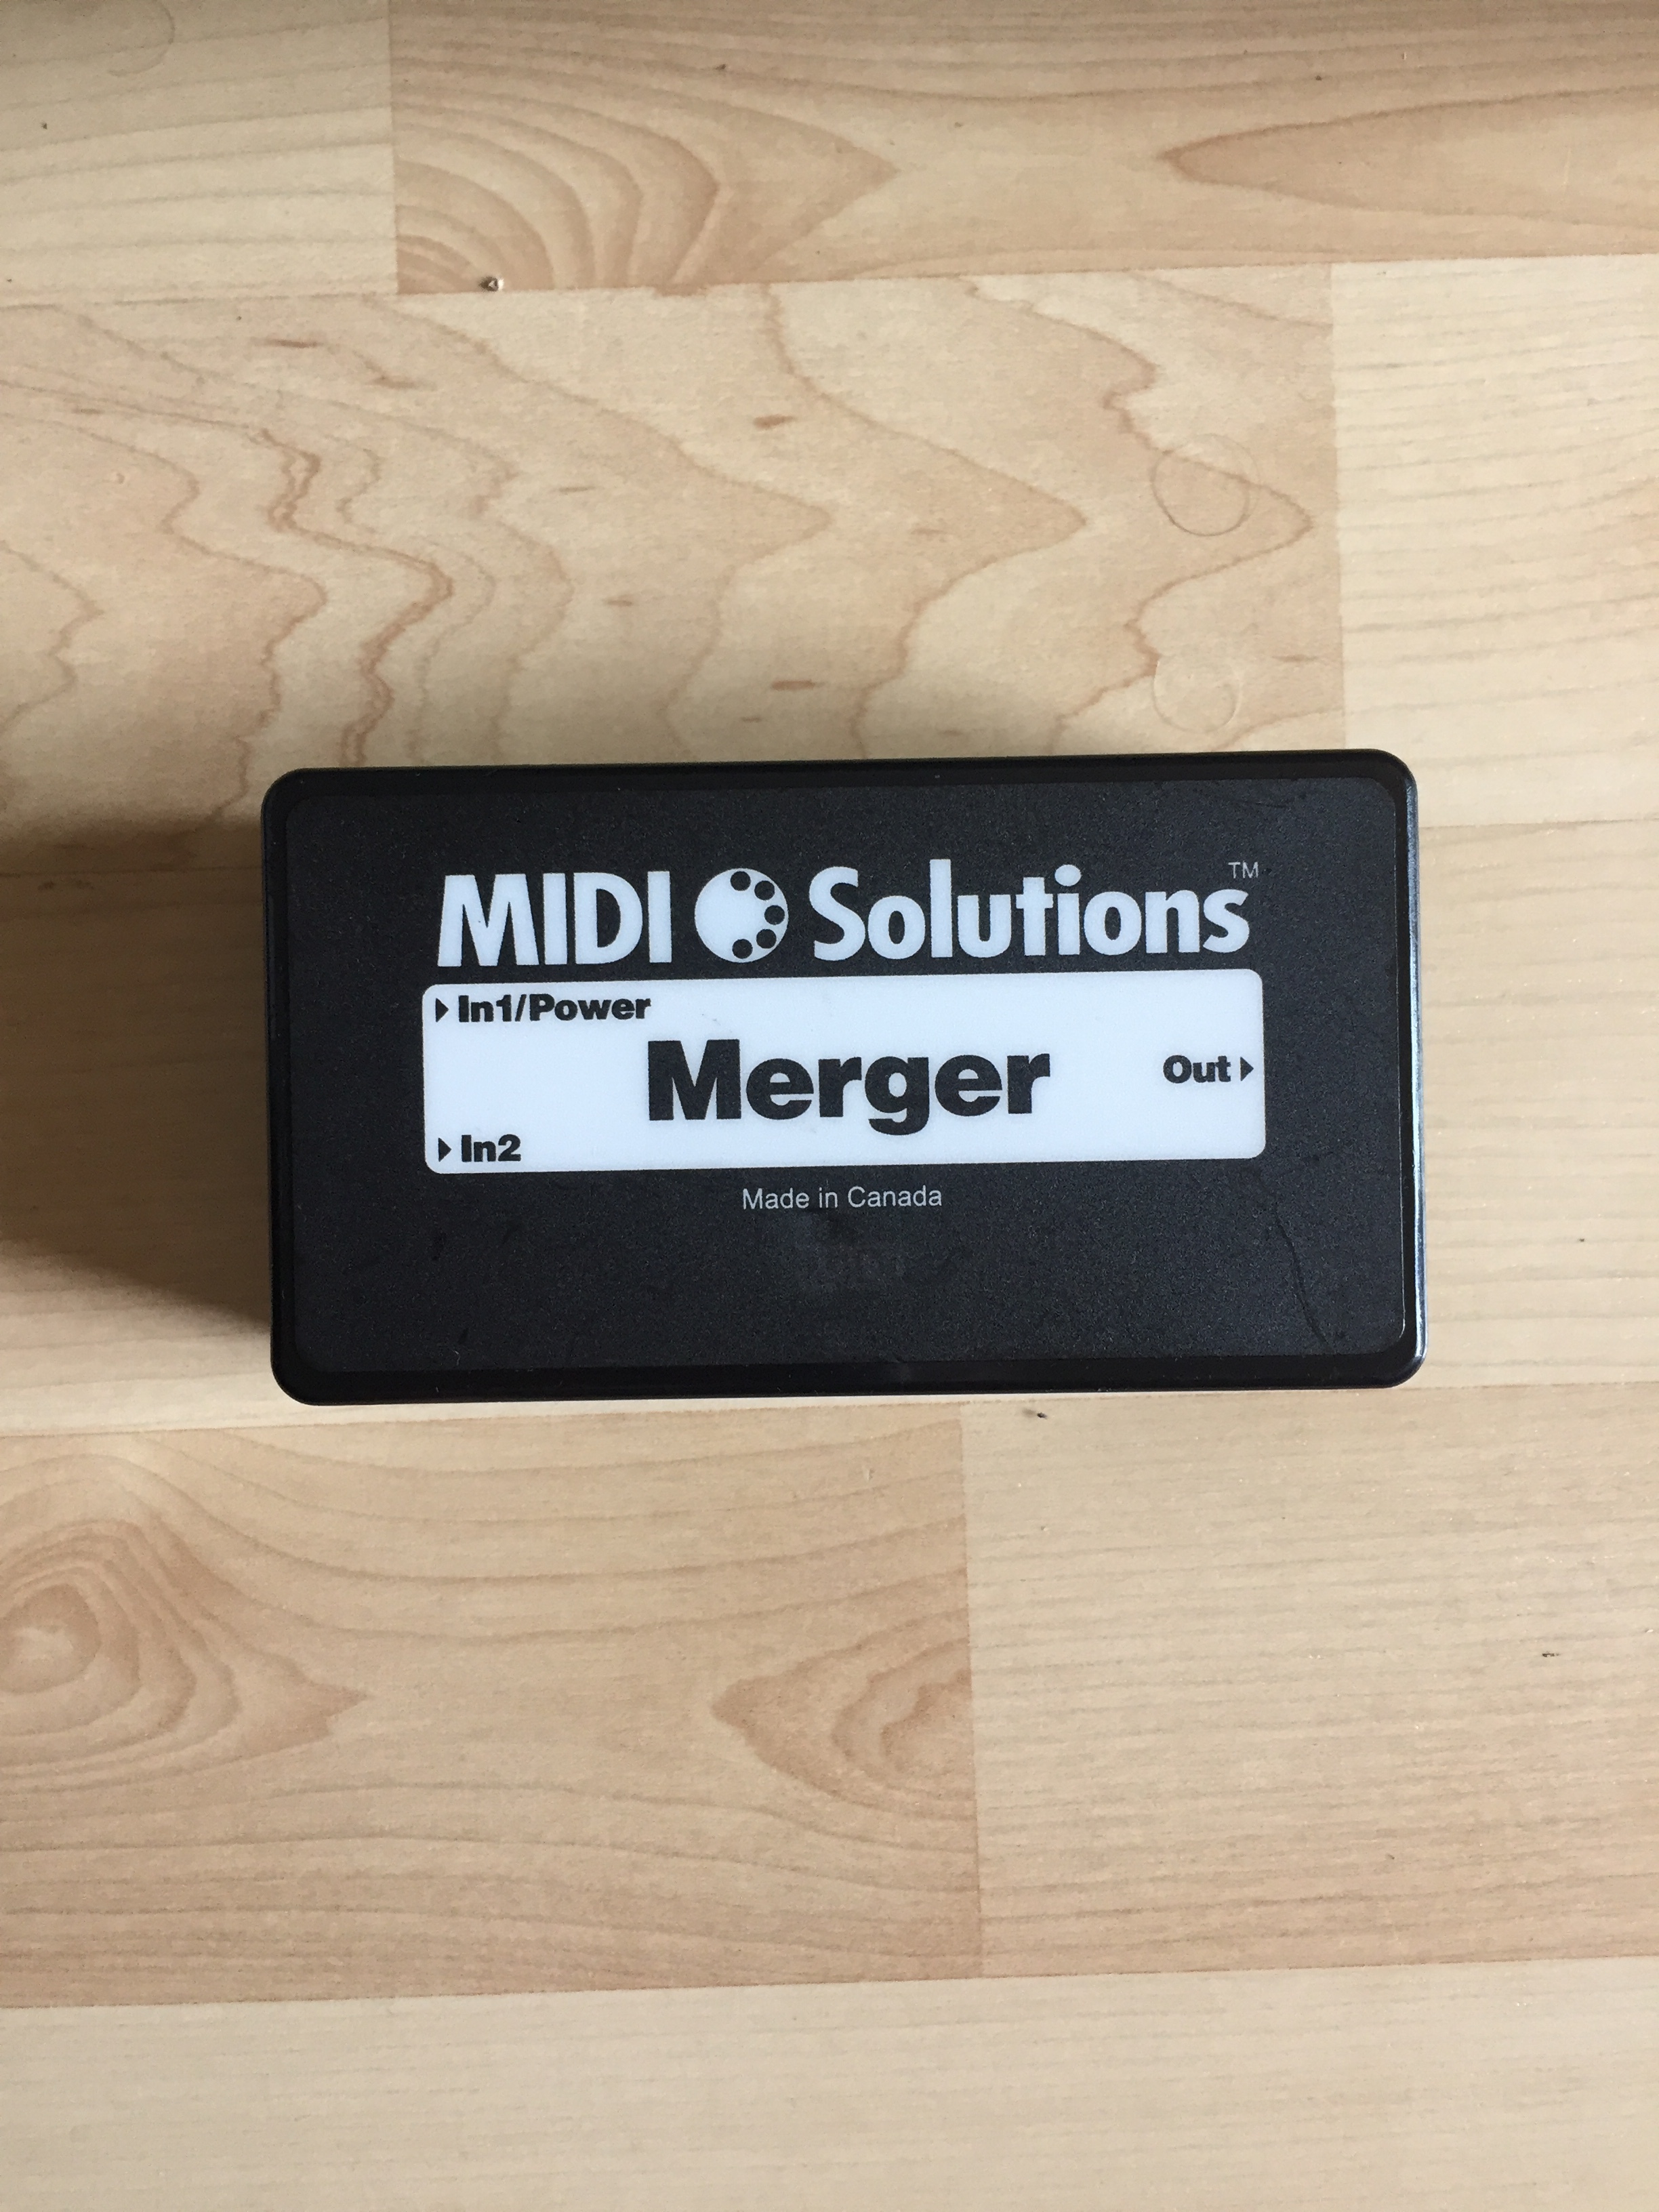 MIDI Solutions™
In1/Power
Merger
Out
In2
Made in Canada